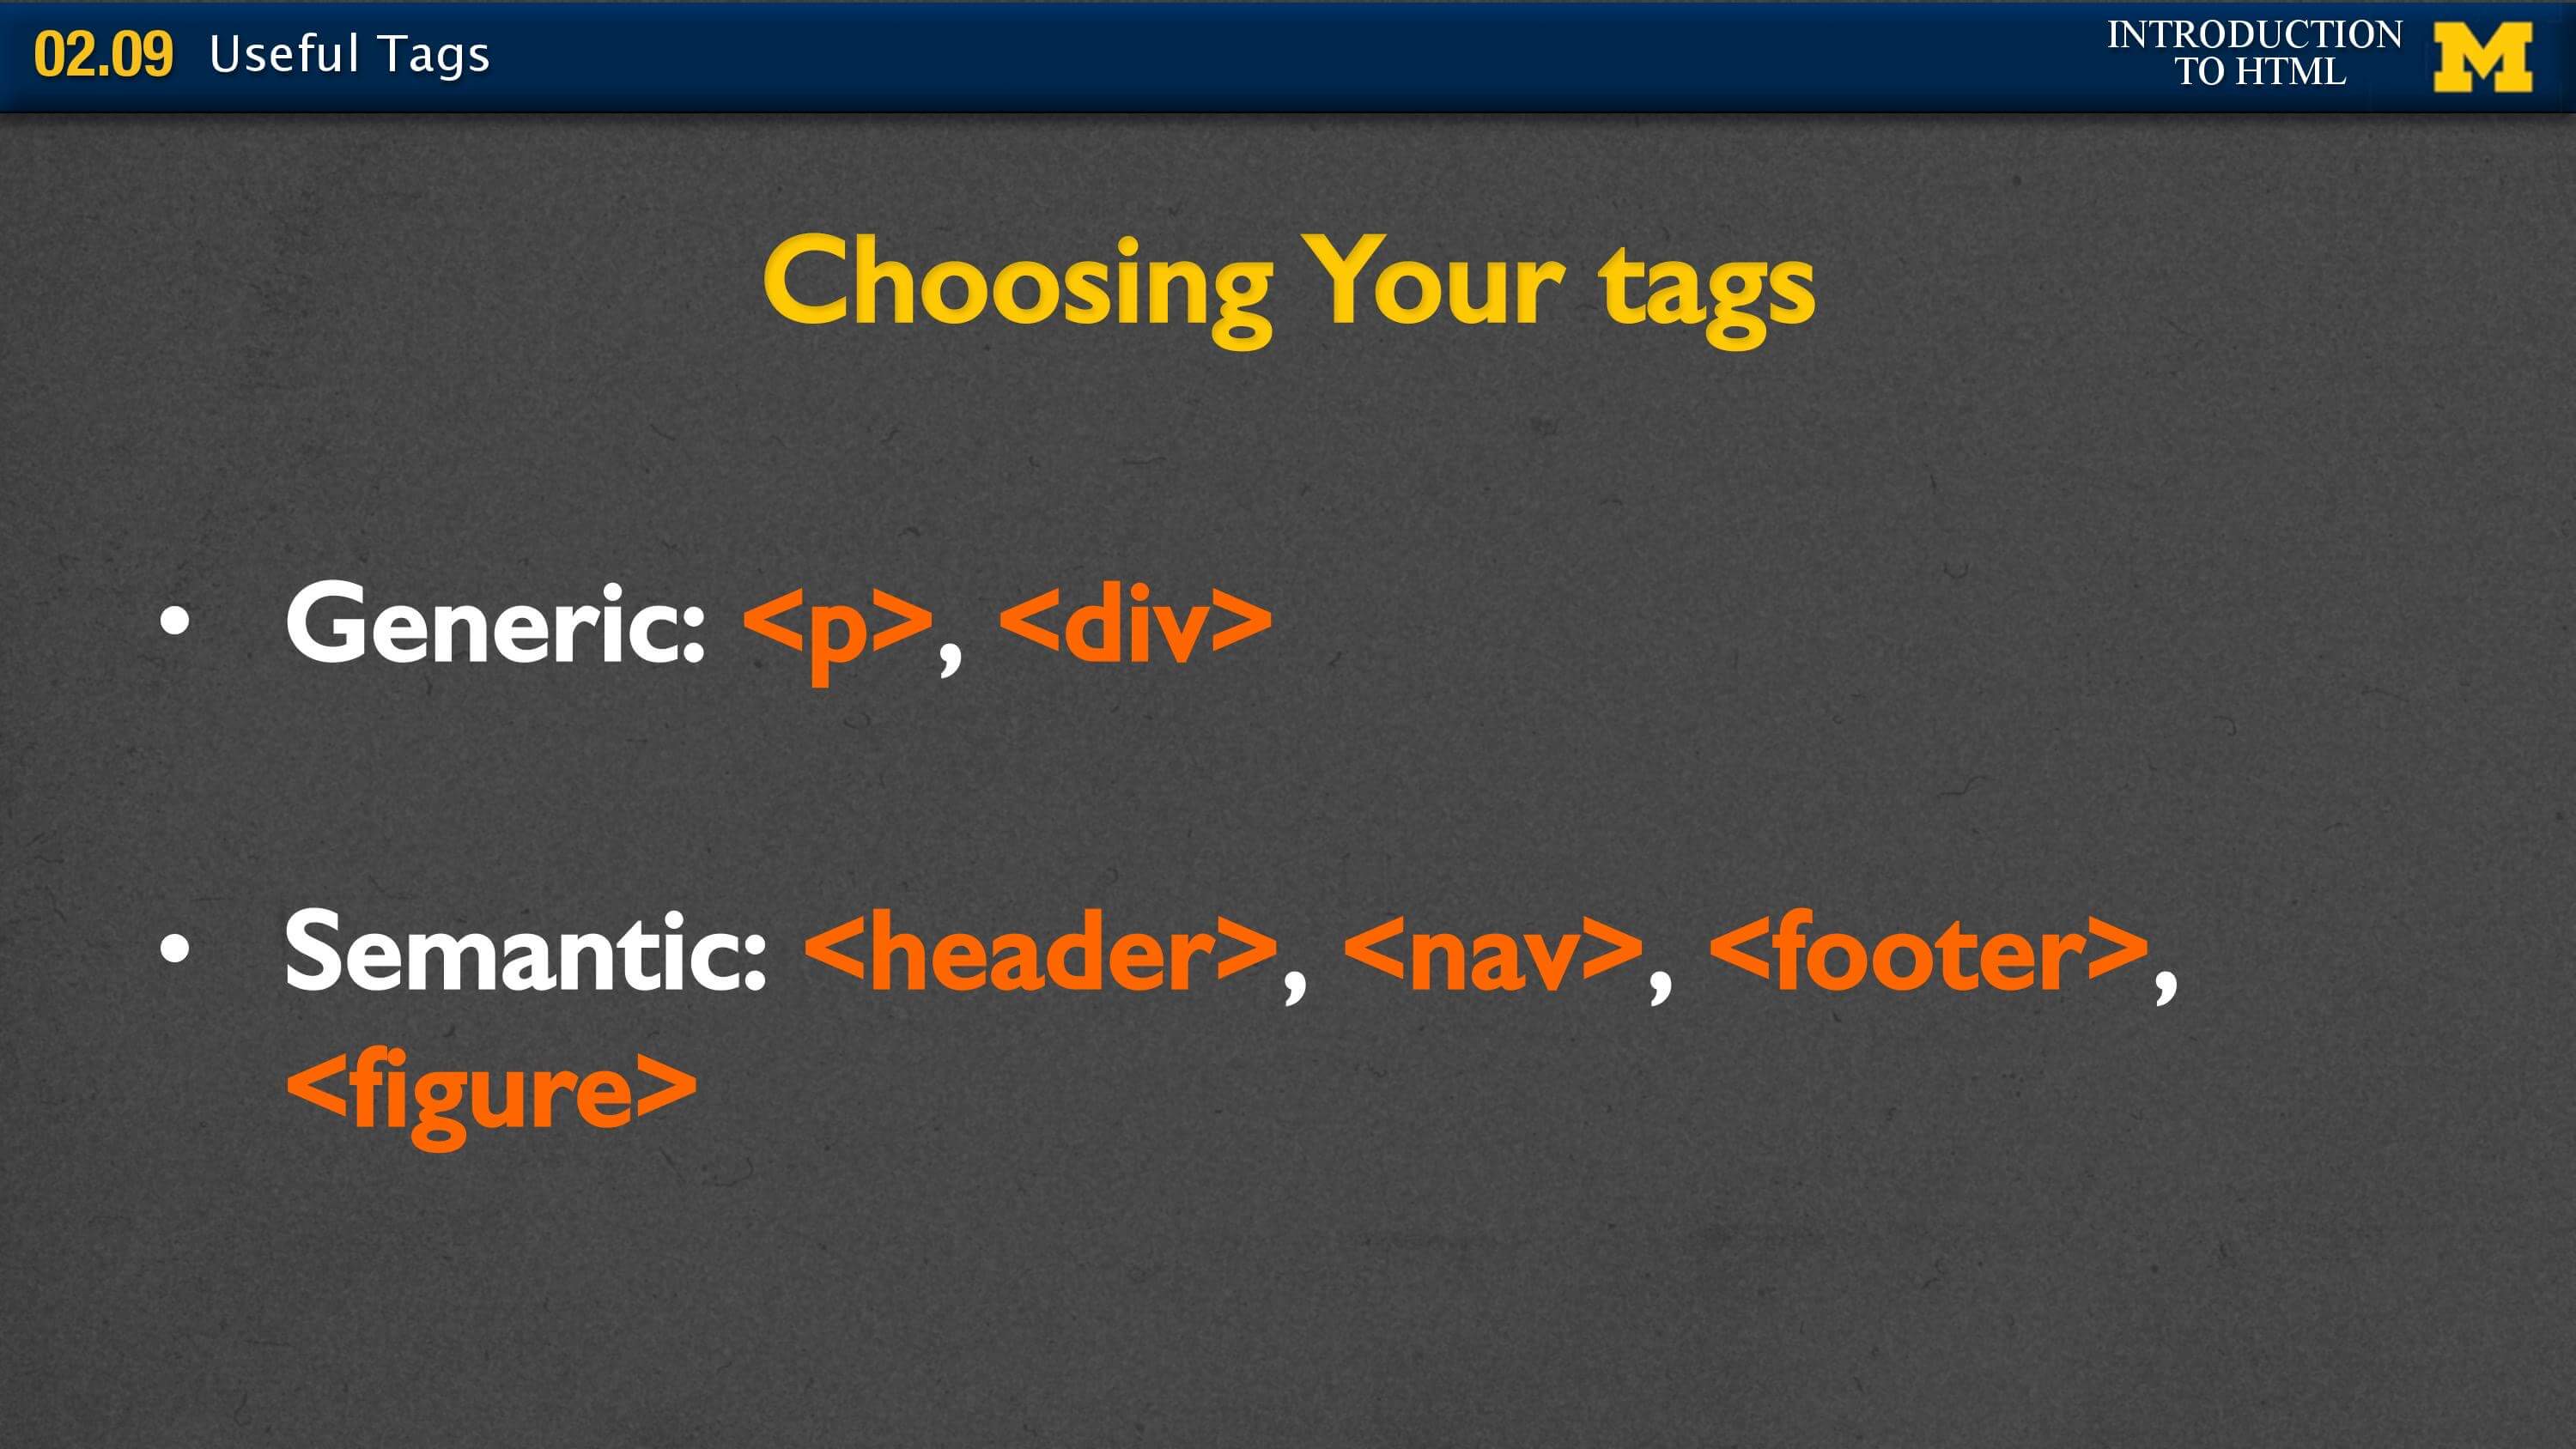 02.09 Useful Tags
INTRODUCTION
TO HTML
M
Choosing Your tags
• Generic: <p>, <div>
• Semantic: <header>, <nav>, <footer>,
<figure>